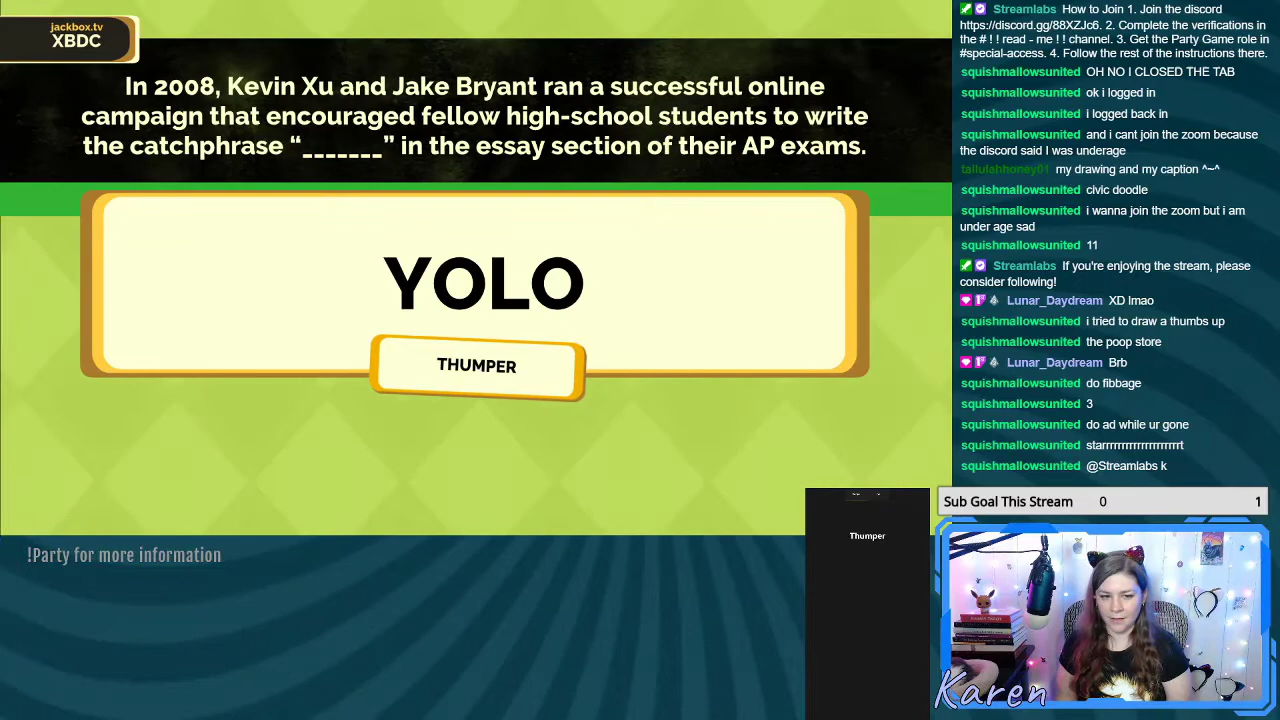 jackbox.tv
XBDC
In 2008, Kevin Xu and Jake Bryant ran a successful online
campaign that encouraged fellow high-school students to write
the catchphrase “_______” in the essay section of their AP exams.
YOLO
THUMPER
!Party for more information
Thumper
Streamlabs How to Join 1. Join the discord
https://discord.gg/88XZJc6. 2. Complete the verifications in
the # ! ! read - me ! ! channel. 3. Get the Party Game role in
#special-access. 4. Follow the rest of the instructions there.
squishmallowsunited OH NO I CLOSED THE TAB
squishmallowsunited ok i logged in
squishmallowsunited I logged back in
squishmallowsunited and i cant join the zoom because
the discord said I was underage
tallulahhoney01 my drawing and my caption ^~^
squishmallowsunited civic doodle
squishmallowsunited i wanna join the zoom but i am
under age sad
squishmallowsunited 11
Streamlabs If you're enjoying the stream, please
consider following!
Lunar_Daydream XD lmao
squishmallowsunited i tried to draw a thumbs up
squishmallowsunited the poop store
Lunar_Daydream Brb
squishmallowsunited do fibbage
squishmallowsunited 3
squishmallowsunited do ad while ur gone
squishmallowsunited starrrrrrrrrrrrrrrrrrt
squishmallowsunited @Streamlabs k
Sub Goal This Stream 0 1
Karen